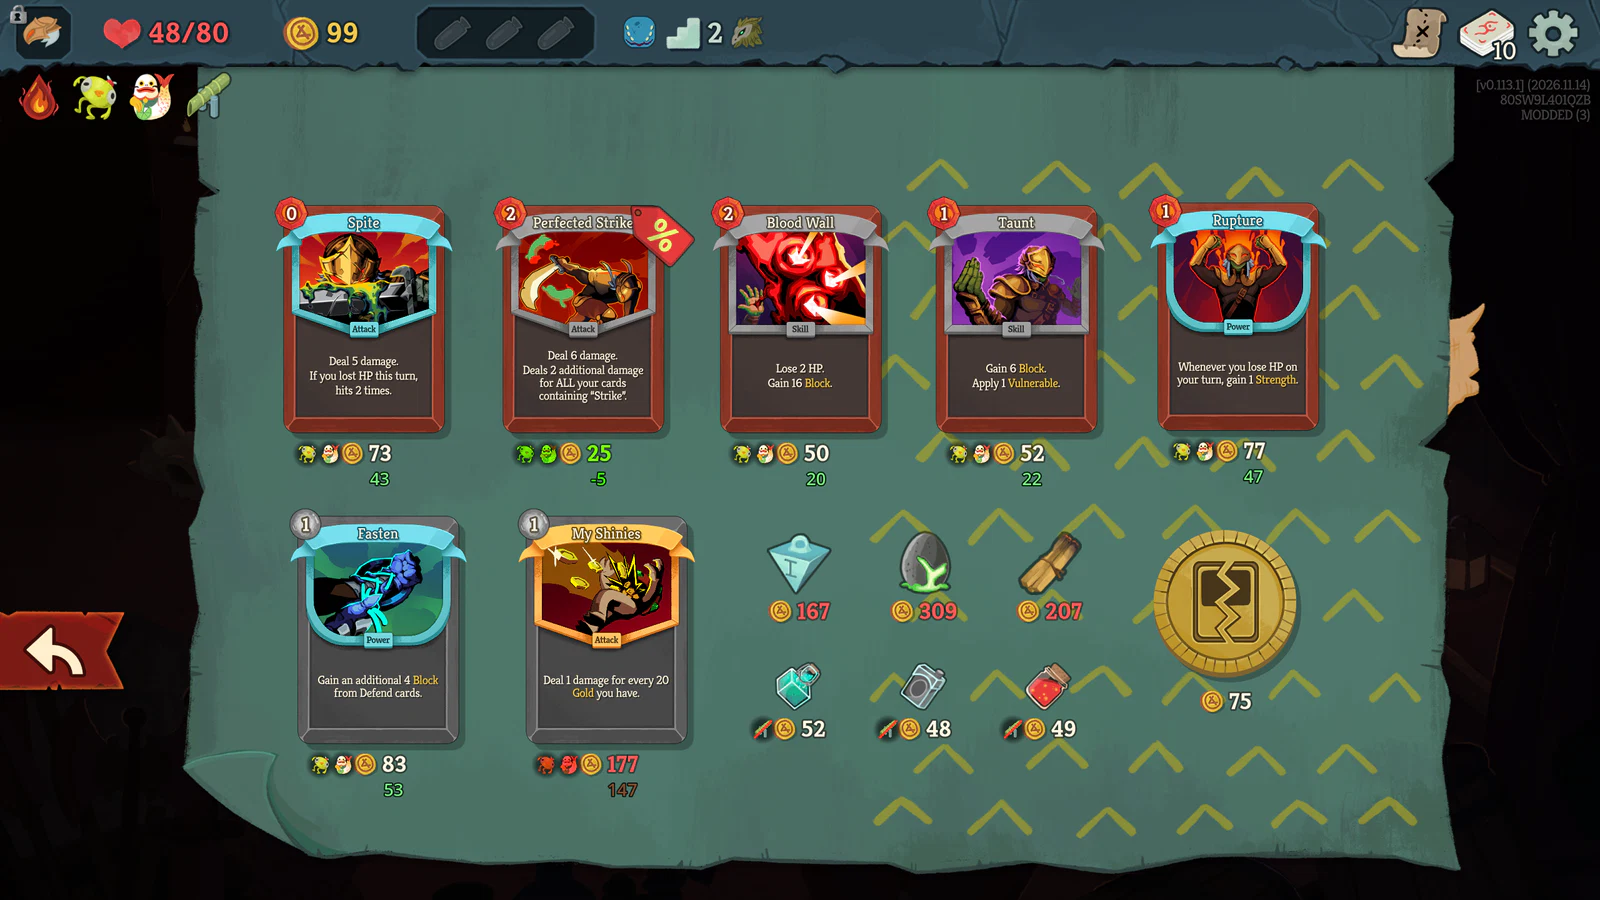 48/80
99
2
10
[v0.113.1] (2026.11.14)
80SW9L401QZB
MODDED (3)
0
Spite
Attack
Deal 5 damage.
If you lost HP this turn,
hits 2 times.
73
43
2
Perfected Strike
%
Attack
Deal 6 damage.
Deals 2 additional damage
for ALL your cards
containing "Strike".
25
-5
2
Blood Wall
Skill
Lose 2 HP.
Gain 16 Block.
50
20
1
Taunt
Skill
Gain 6 Block.
Apply 1 Vulnerable.
52
22
1
Rupture
Power
Whenever you lose HP on
your turn, gain 1 Strength.
77
47
1
Fasten
Power
Gain an additional 4 Block
from Defend cards.
83
53
1
My Shinies
Attack
Deal 1 damage for every 20
Gold you have.
177
147
167
309
207
52
48
49
75